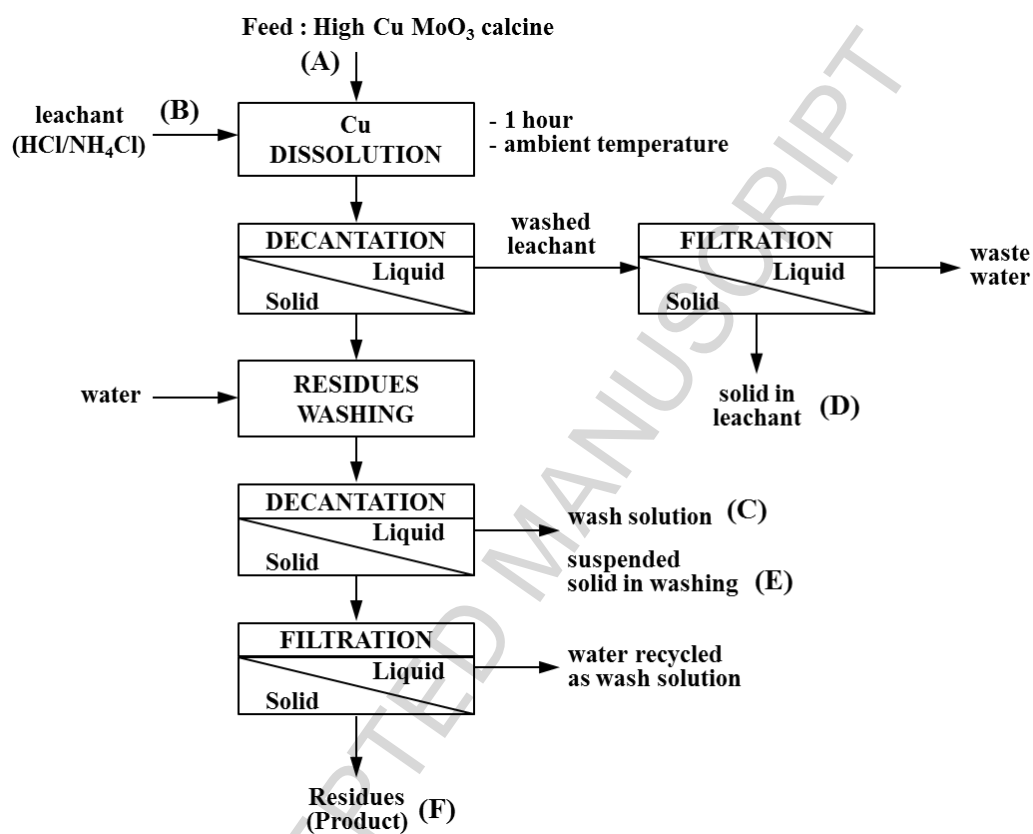 Feed : High Cu MoO₃ calcine
(A)
leachant
(HCl/NH₄Cl)
(B)
Cu
DISSOLUTION
- 1 hour
- ambient temperature
DECANTATION
Liquid
Solid
washed
leachant
FILTRATION
Liquid
Solid
waste
water
solid in
leachant
(D)
water
RESIDUES
WASHING
DECANTATION
Liquid
Solid
wash solution (C)
suspended
solid in washing (E)
FILTRATION
Liquid
Solid
water recycled
as wash solution
Residues
(Product)
(F)
PTED MANUSCRIPT